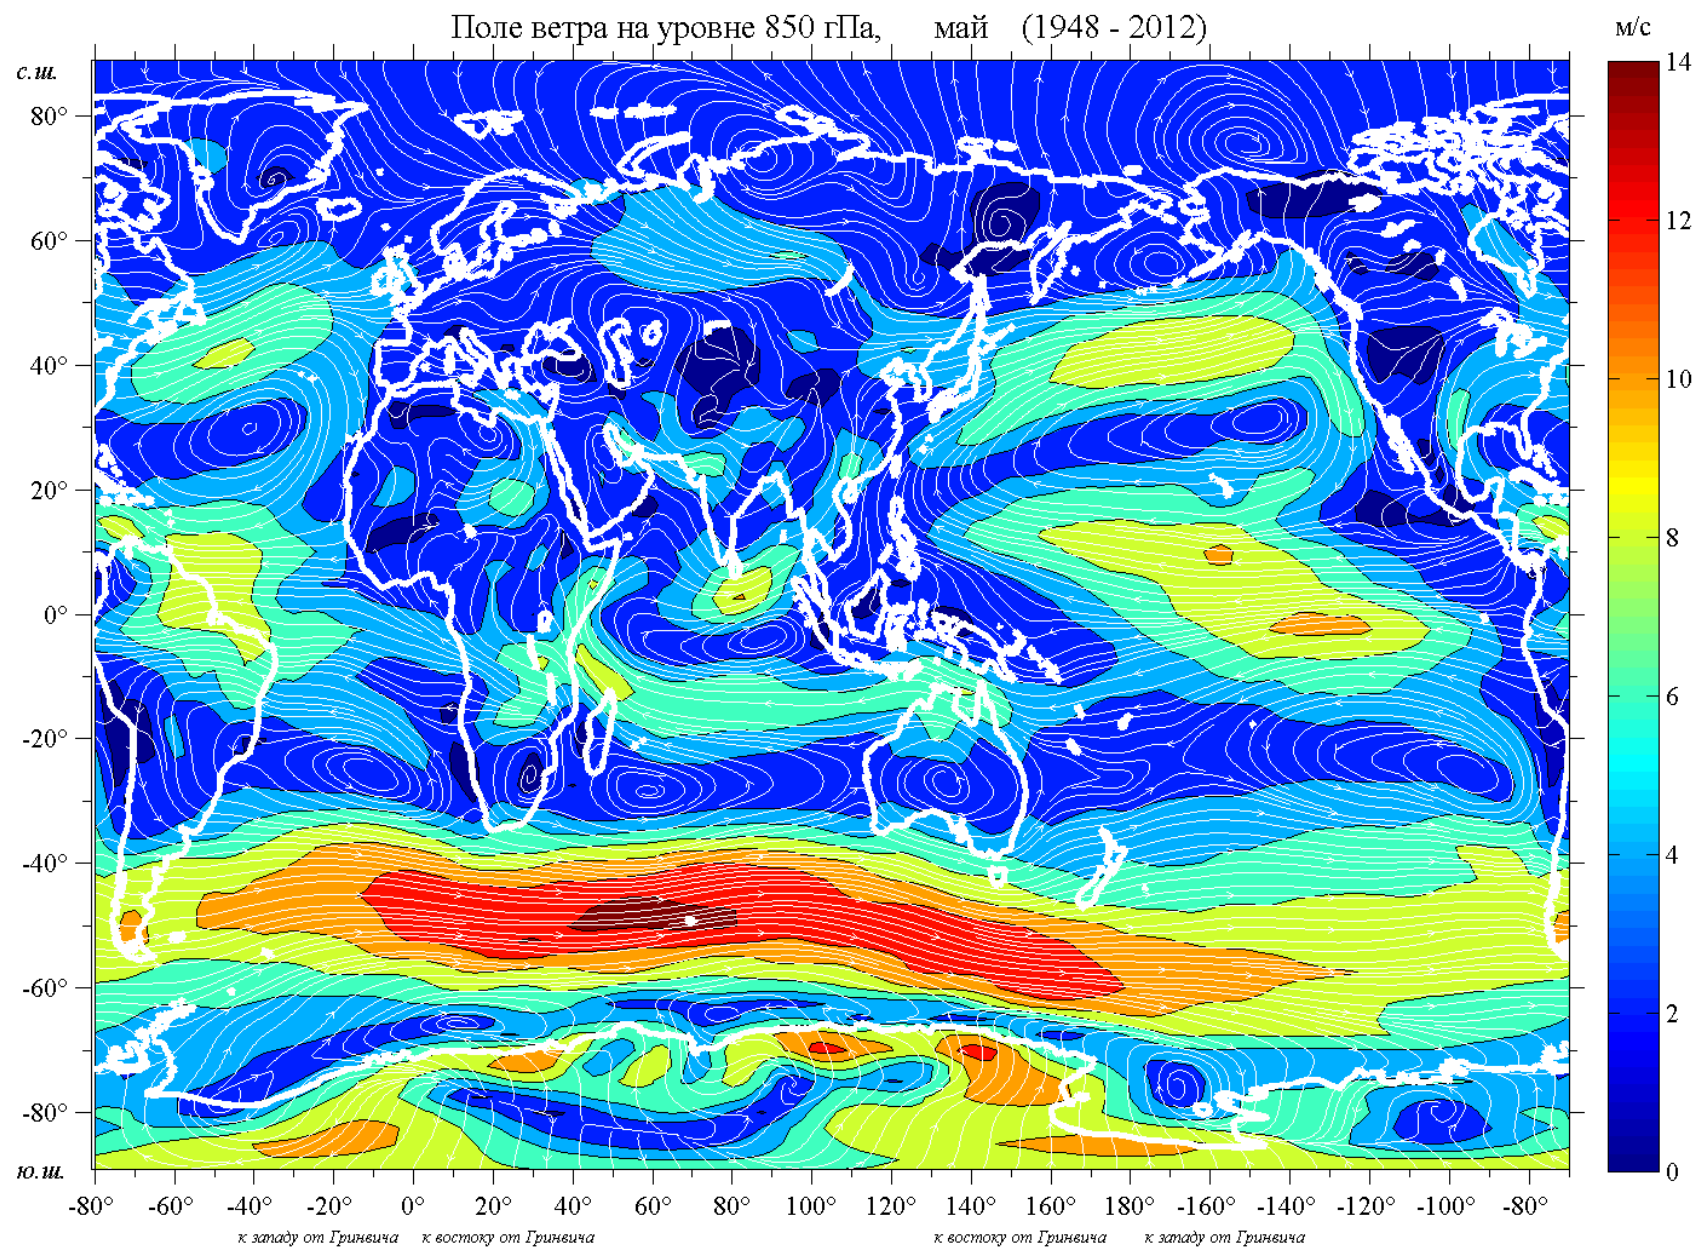 Поле ветра на уровне 850 гПа, май (1948 - 2012)
м/с
с.ш.
80°
60°
40°
20°
0°
-20°
-40°
-60°
-80°
ю.ш.
14
12
10
8
6
4
2
0
-80° -60° -40° -20° 0° 20° 40° 60° 80° 100° 120° 140° 160° 180° -160° -140° -120° -100° -80°
к западу от Гринвича к востоку от Гринвича к востоку от Гринвича к западу от Гринвича